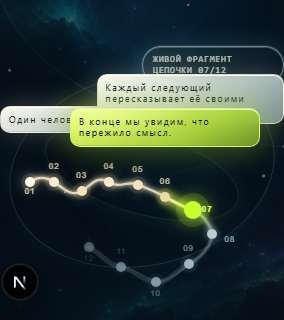 ЖИВОЙ ФРАГМЕНТ
ЦЕПОЧКИ 07/12
Каждый следующий
пересказывает её своими
Один
В конце мы увидим, что
пережило смысл.
02
03
04
05
06
01
07
08
09
10
11
12
N